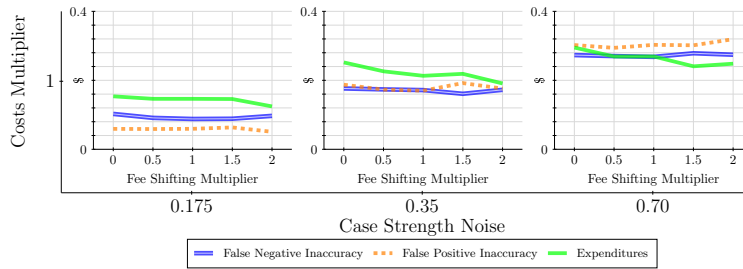 0.4
0.4
0.4
Costs Multiplier
1
$
$
$
0
0
0
0 0.5 1 1.5 2
0 0.5 1 1.5 2
0 0.5 1 1.5 2
Fee Shifting Multiplier
Fee Shifting Multiplier
Fee Shifting Multiplier
0.175
0.35
0.70
Case Strength Noise
False Negative Inaccuracy False Positive Inaccuracy Expenditures